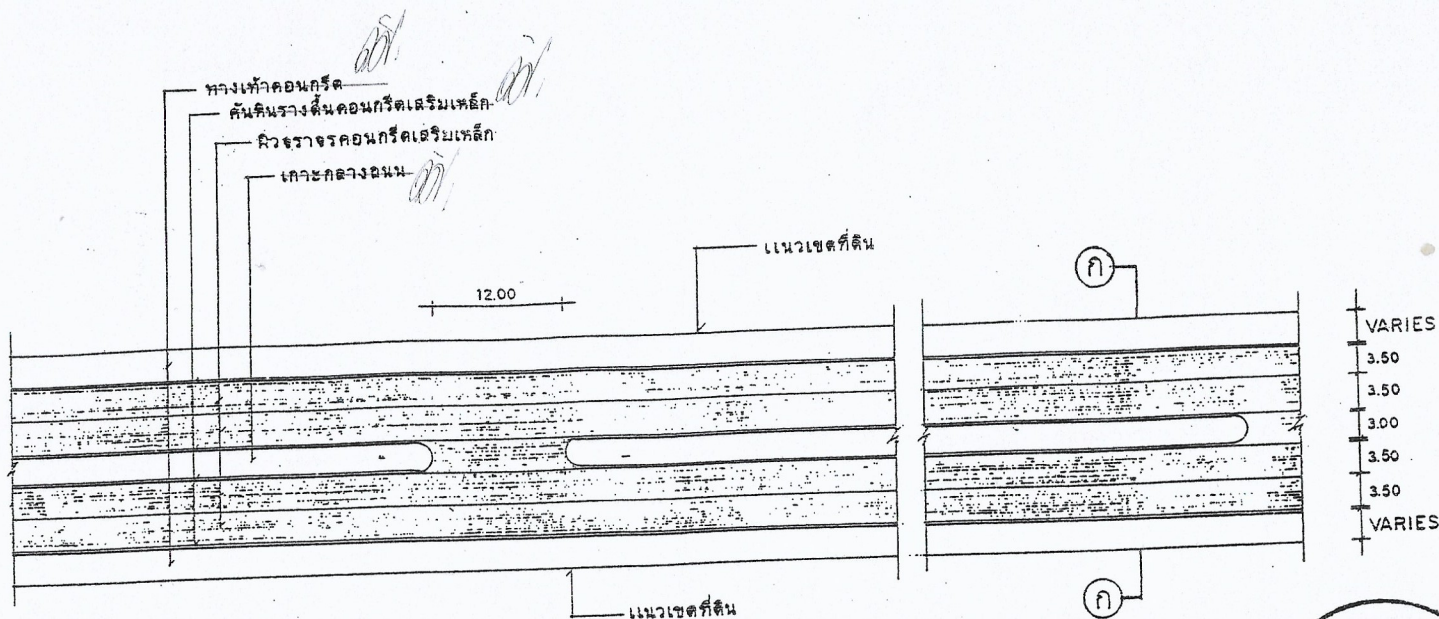 ทางเท้าคอนกรีต
คันหินรางตื้นคอนกรีตเสริมเหล็ก
ผิวจราจรคอนกรีตเสริมเหล็ก
เกาะกลางถนน
แนวเขตที่ดิน
ก
12.00
VARIES
3.50
3.50
3.00
3.50
3.50
VARIES
แนวเขตที่ดิน
ก